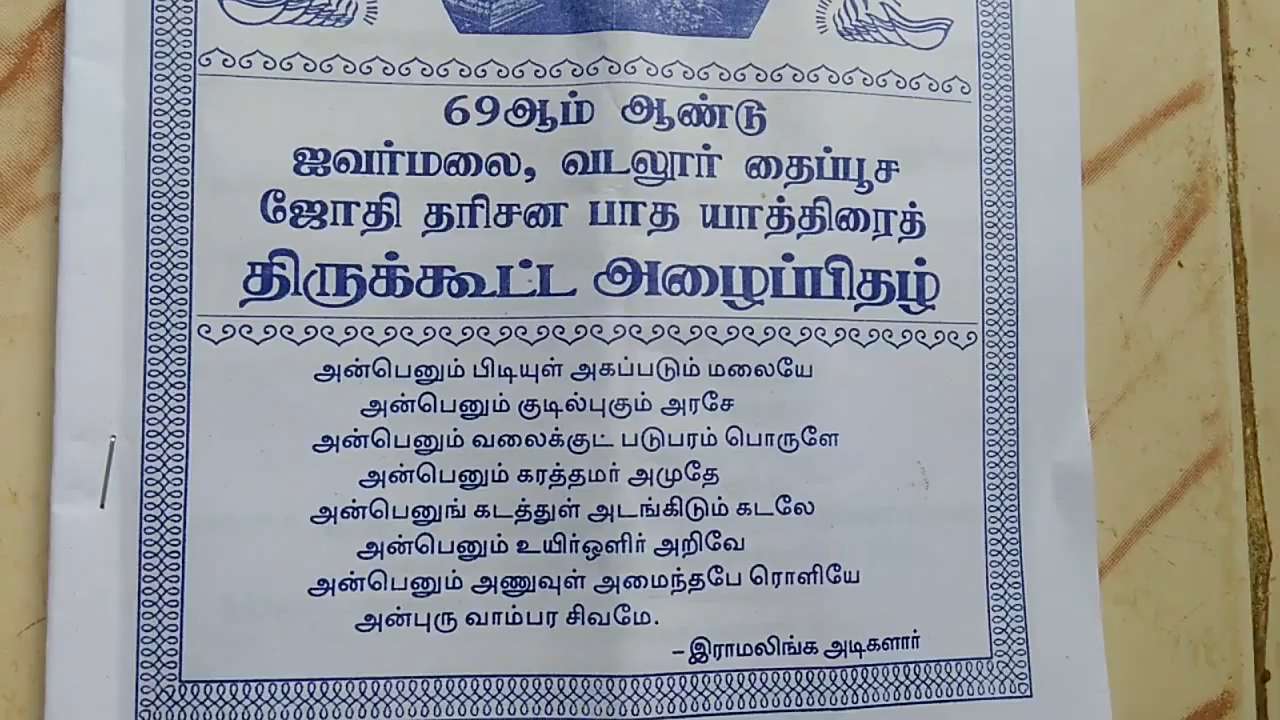 69ஆம் ஆண்டு
ஐவர்மலை, வடலூர் தைப்பூச
ஜோதி தரிசன பாத யாத்திரைத்
திருக்கூட்ட அழைப்பிதழ்
அன்பெனும் பிடியுள் அகப்படும் மலையே
அன்பெனும் குடில்புகும் அரசே
அன்பெனும் வலைக்குட் படுபரம் பொருளே
அன்பெனும் கரத்தமர் அமுதே
அன்பெனுங் கடத்துள் அடங்கிடும் கடலே
அன்பெனும் உயிர்ஒளிர் அறிவே
அன்பெனும் அணுவுள் அமைந்தபே ரொளியே
அன்புரு வாம்பர சிவமே.
–இராமலிங்க அடிகளார்